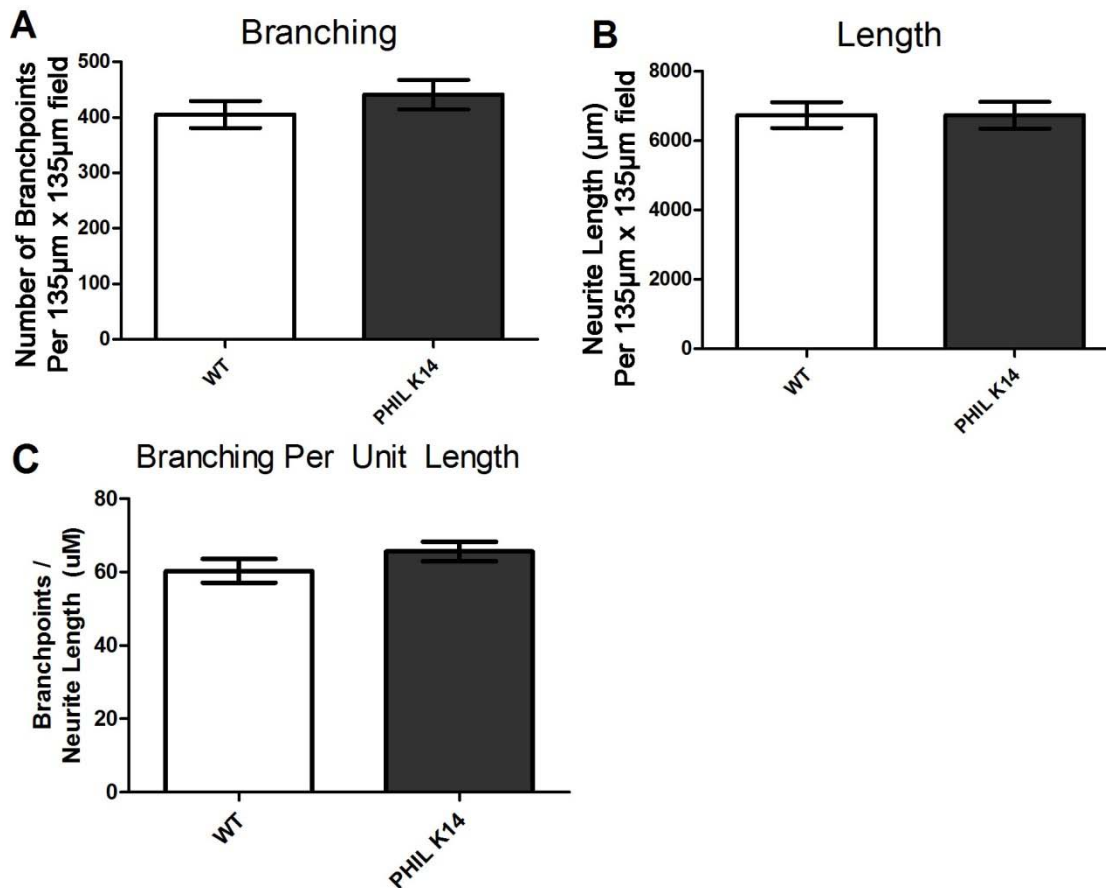 A
Branching
Number of Branchpoints
Per 135µm x 135µm field
500
400
300
200
100
0
WT
PHIL K14
B
Length
Neurite Length (µm)
Per 135µm x 135µm field
8000
6000
4000
2000
0
WT
PHIL K14
C
Branching Per Unit Length
Branchpoints /
Neurite Length (uM)
80
60
40
20
0
WT
PHIL K14